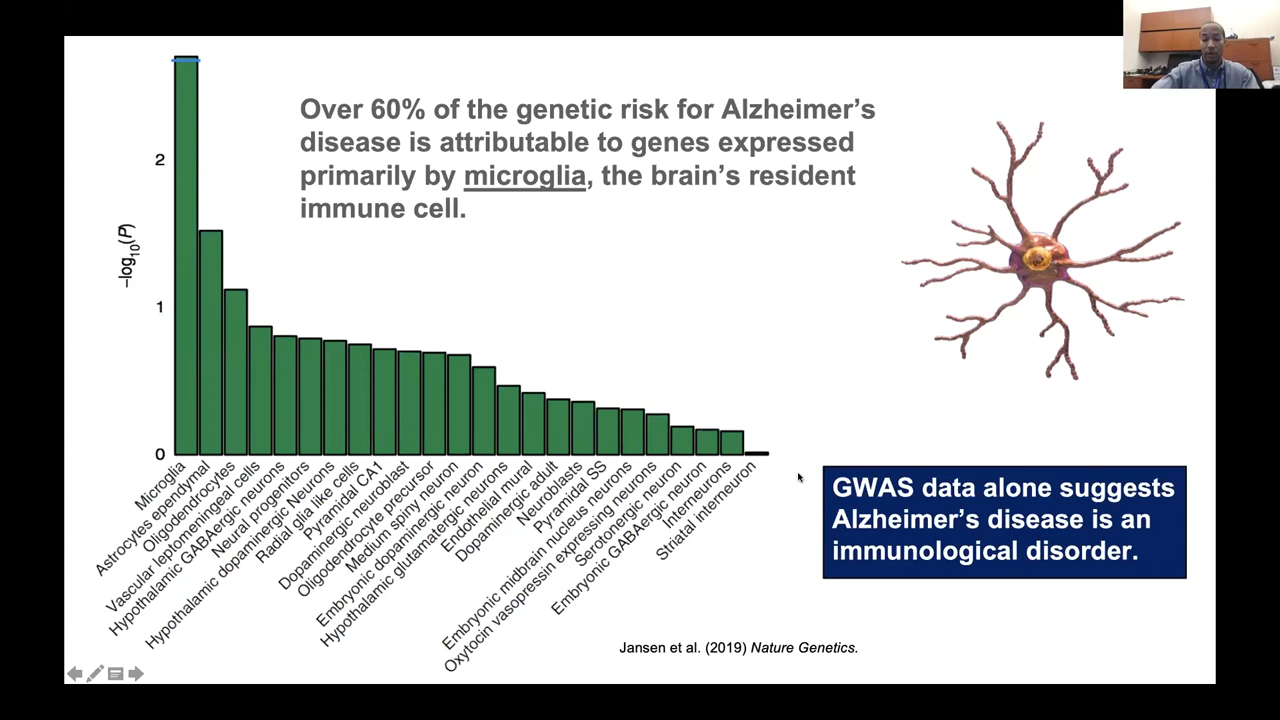 Over 60% of the genetic risk for Alzheimer's
disease is attributable to genes expressed
primarily by microglia, the brain's resident
immune cell.
–log10(P)
2
1
0
Microglia
Astrocytes ependymal
Oligodendrocytes
Vascular leptomeningeal cells
Hypothalamic GABAergic neurons
Neural progenitors
Hypothalamic dopaminergic Neurons
Radial glia like cells
Pyramidal CA1
Dopaminergic neuroblast
Oligodendrocyte precursor
Medium spiny neuron
Embryonic dopaminergic neuron
Hypothalamic glutamatergic neurons
Endothelial mural
Dopaminergic adult
Neuroblasts
Pyramidal SS
Embryonic midbrain nucleus neurons
Oxytocin vasopressin expressing neurons
Serotonergic neuron
Embryonic GABAergic neuron
Interneurons
Striatal interneuron
GWAS data alone suggests
Alzheimer's disease is an
immunological disorder.
Jansen et al. (2019) Nature Genetics.